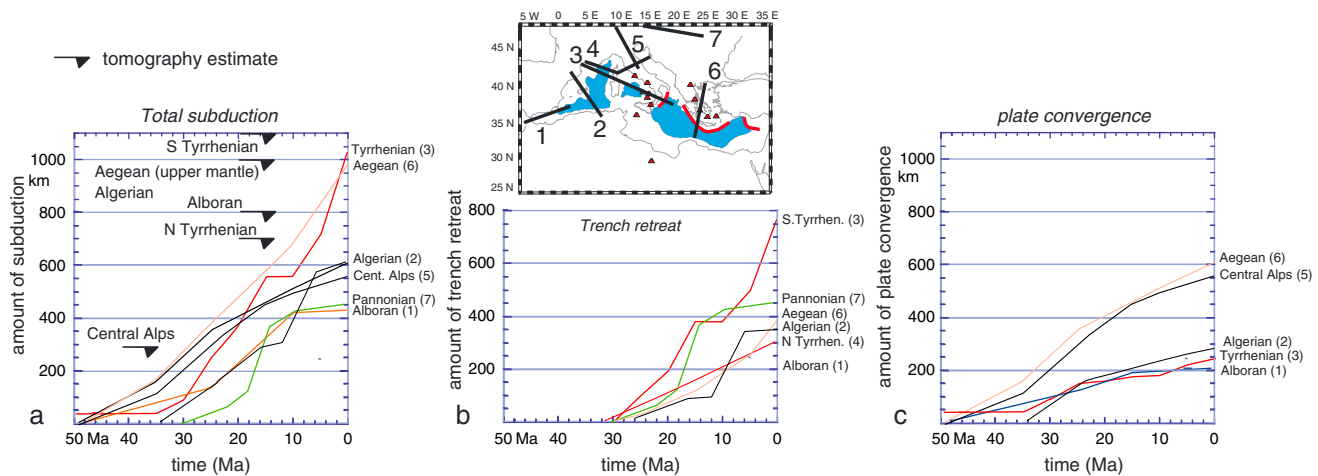 tomography estimate
5 W 0 5 E 10 E 15 E 20 E 25 E 30 E 35 E
45 N
40 N
35 N
30 N
25 N
1
2
3
4
5
6
7
Total subduction
amount of subduction
1000
km
800
600
400
200
S Tyrrhenian
Aegean (upper mantle)
Algerian
Alboran
N Tyrrhenian
Central Alps
Tyrrhenian (3)
Aegean (6)
Algerian (2)
Cent. Alps (5)
Pannonian (7)
Alboran (1)
a
50 Ma 40 30 20 10 0
time (Ma)
Trench retreat
amount of trench retreat
800
600
400
200
S.Tyrrhen. (3)
Pannonian (7)
Aegean (6)
Algerian (2)
N Tyrrhen. (4)
Alboran (1)
b
50 Ma 40 30 20 10 0
time (Ma)
plate convergence
amount of plate convergence
1000
km
800
600
400
200
Aegean (6)
Central Alps (5)
Algerian (2)
Tyrrhenian (3)
Alboran (1)
c
50 Ma 40 30 20 10 0
time (Ma)